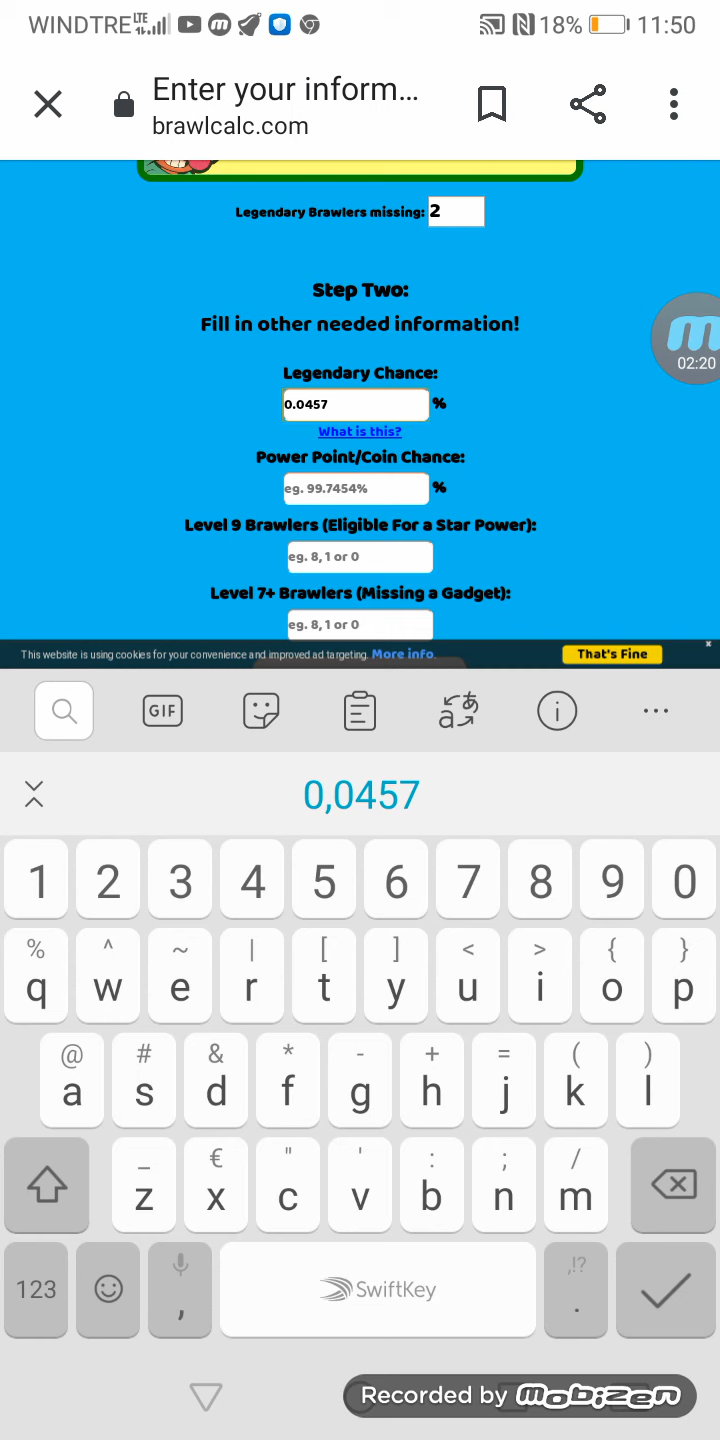 WINDTRE LTE 18% 11:50
Enter your inform...
brawlcalc.com
Legendary Brawlers missing: 2
Step Two:
Fill in other needed information!
m
02:20
Legendary Chance:
0.0457 %
What is this?
Power Point/Coin Chance:
eg. 99.7454% %
Level 9 Brawlers (Eligible For a Star Power):
eg. 8, 1 or 0
Level 7+ Brawlers (Missing a Gadget):
eg. 8, 1 or 0
This website is using cookies for your convenience and improved ad targeting. More info. That's Fine x
GIF a あ i ...
0,0457
1 2 3 4 5 6 7 8 9 0
% ^ ~ | [ ] < > { }
q w e r t y u i o p
@ # & * - + = ( )
a s d f g h j k l
_ € " ' : ; /
z x c v b n m
,!?
123 , SwiftKey .
Recorded by mobizen